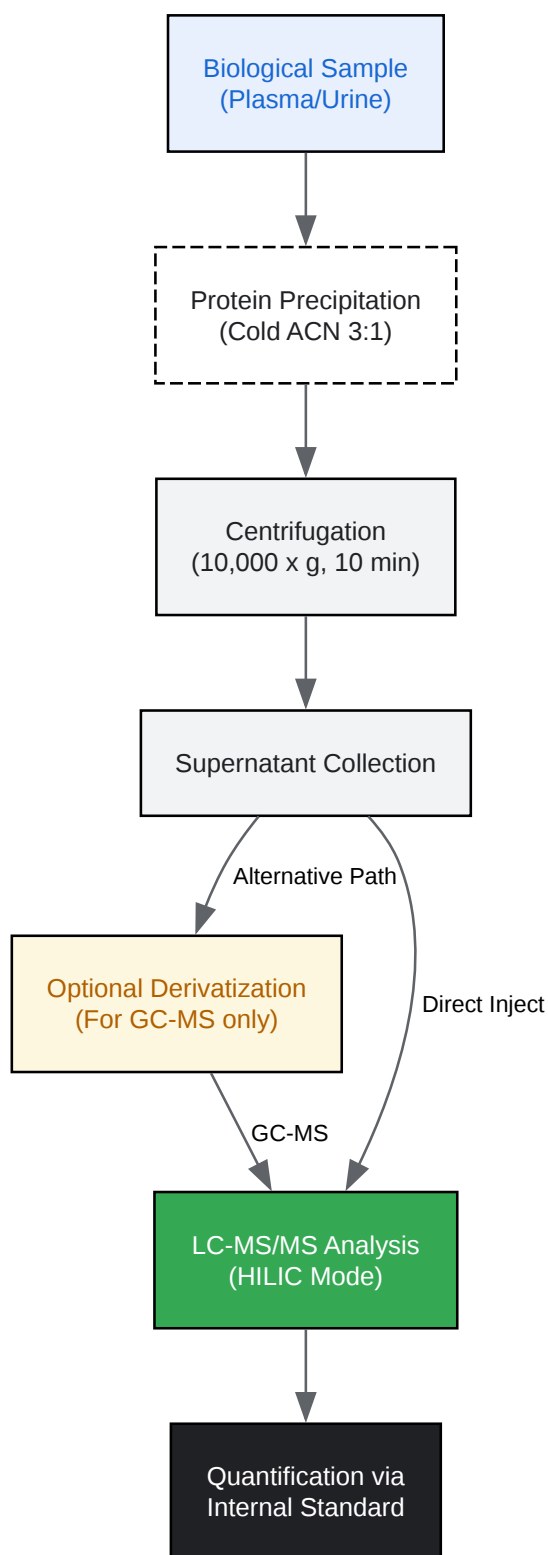 Biological Sample
(Plasma/Urine)
Protein Precipitation
(Cold ACN 3:1)
Centrifugation
(10,000 x g, 10 min)
Supernatant Collection
Alternative Path
Optional Derivatization
(For GC-MS only)
Direct Inject
GC-MS
LC-MS/MS Analysis
(HILIC Mode)
Quantification via
Internal Standard